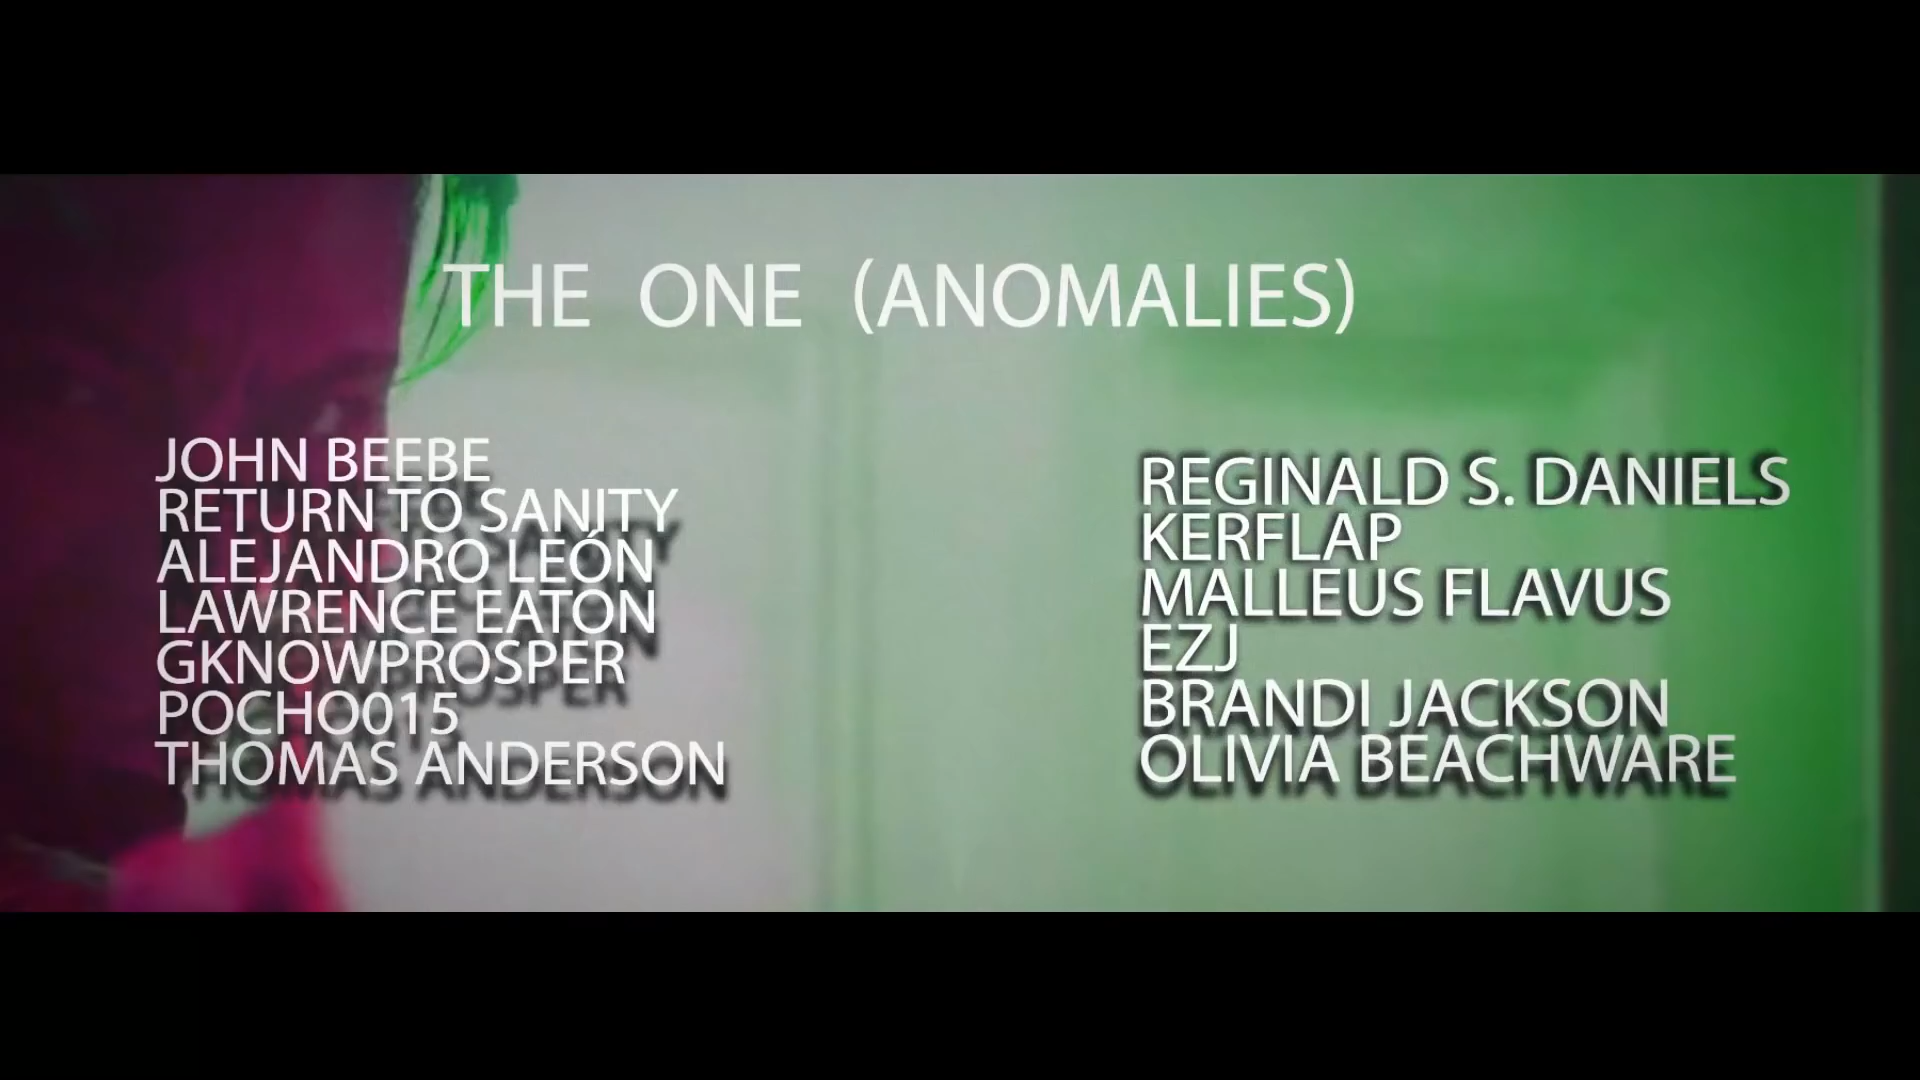 THE ONE (ANOMALIES)
JOHN BEEBE
RETURN TO SANITY
ALEJANDRO LEÓN
LAWRENCE EATON
GKNOWPROSPER
POCHO015
THOMAS ANDERSON
REGINALD S. DANIELS
KERFLAP
MALLEUS FLAVUS
EZJ
BRANDI JACKSON
OLIVIA BEACHWARE